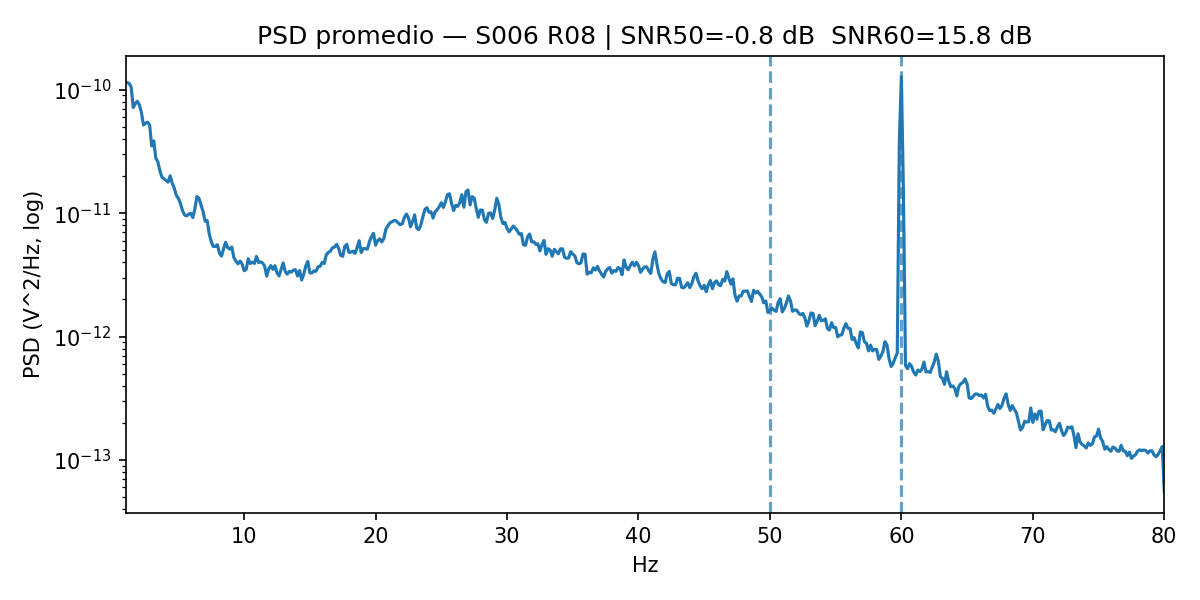 PSD promedio — S006 R08 | SNR50=-0.8 dB  SNR60=15.8 dB
PSD (V^2/Hz, log)
10⁻¹⁰
10⁻¹¹
10⁻¹²
10⁻¹³
10 20 30 40 50 60 70 80
Hz